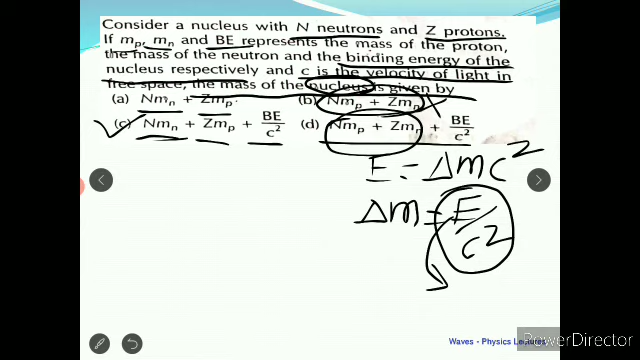 Consider a nucleus with N neutrons and Z protons.
If mₚ, mₙ and BE represents the mass of the proton,
the mass of the neutron and the binding energy of the
nucleus respectively and c is the velocity of light in
free space, the mass of the nucleus is given by
(a) Nmₙ + Zmₚ. (b) Nmₚ + Zmₙ
(c) Nmₙ + Zmₚ + BE/c² (d) Nmₚ + Zmₙ + BE/c²
E = Δmc²
Δm = E/c²
Waves - Physics Lectures
PowerDirector